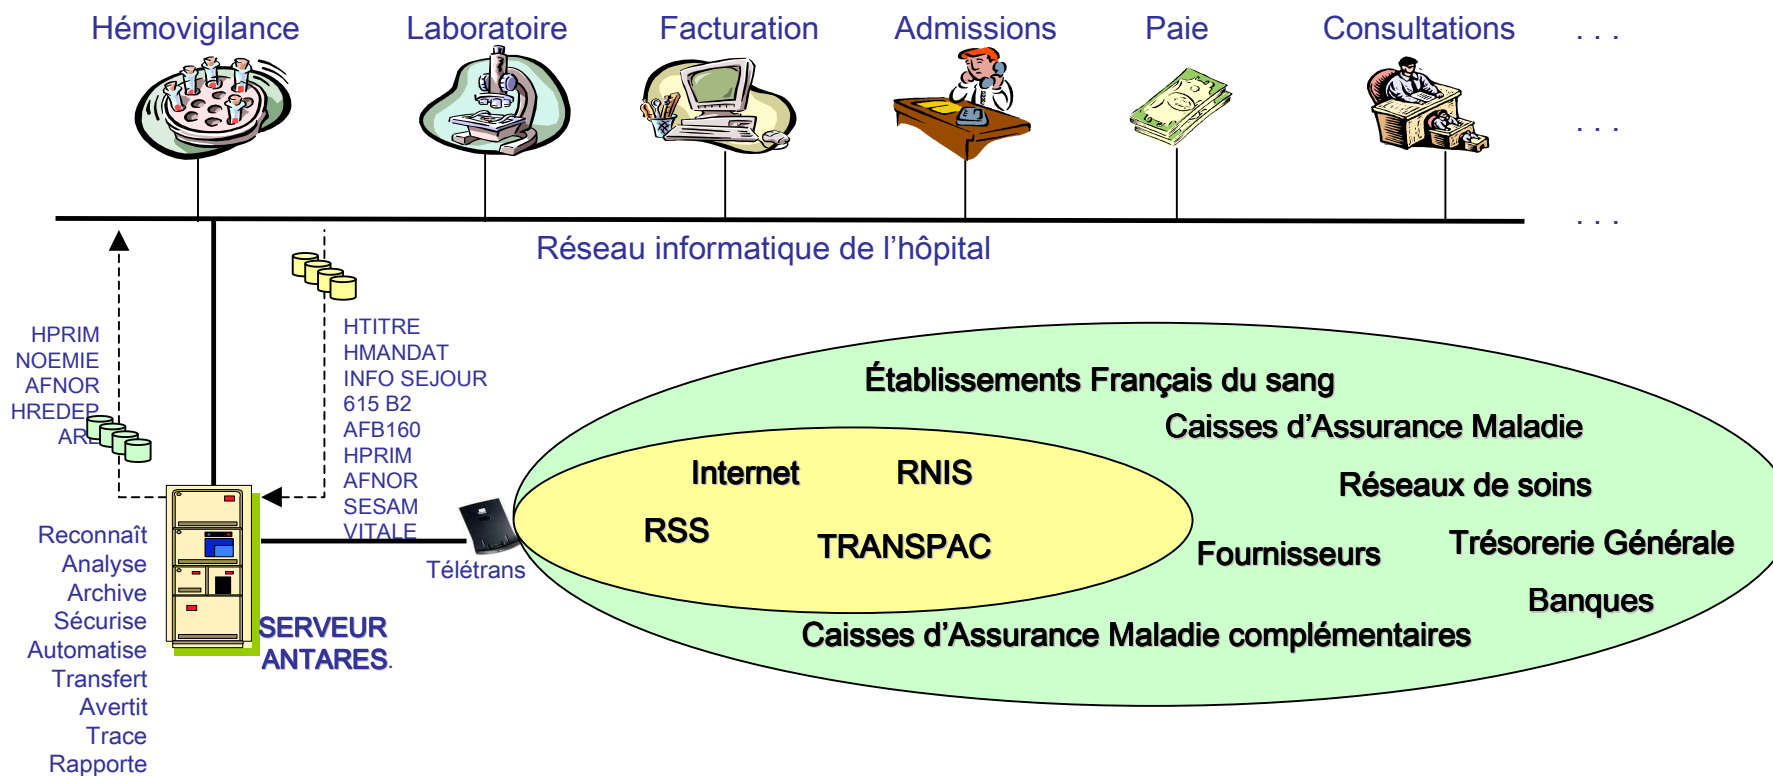 Hémovigilance
Laboratoire
Facturation
Admissions
Paie
Consultations
. . .
. . .
. . .
Réseau informatique de l’hôpital
HPRIM
NOEMIE
AFNOR
HREDEP
ARL
HTITRE
HMANDAT
INFO SEJOUR
615 B2
AFB160
HPRIM
AFNOR
SESAM
VITALE
Reconnaît
Analyse
Archive
Sécurise
Automatise
Transfert
Avertit
Trace
Rapporte
SERVEUR
ANTARES.
Télétrans
Internet
RNIS
RSS
TRANSPAC
Établissements Français du sang
Caisses d’Assurance Maladie
Réseaux de soins
Fournisseurs
Trésorerie Générale
Banques
Caisses d’Assurance Maladie complémentaires